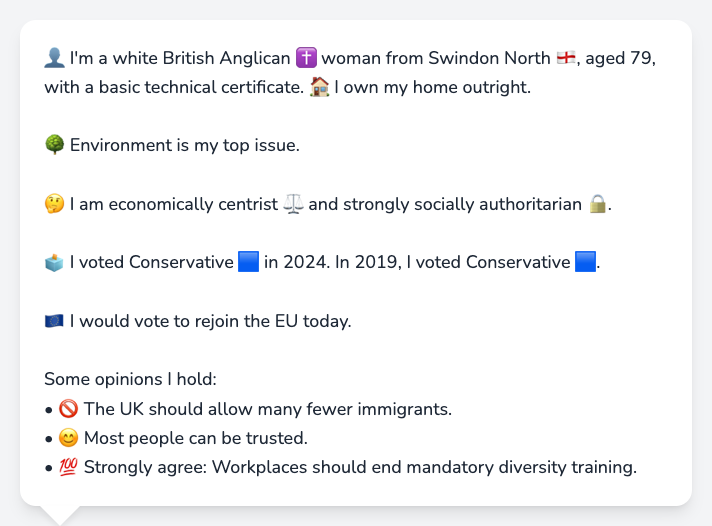 👤 I'm a white British Anglican ✝️ woman from Swindon North 🏴󠁧󠁢󠁥󠁮󠁧󠁿, aged 79,
with a basic technical certificate. 🏠 I own my home outright.
🌳 Environment is my top issue.
🤔 I am economically centrist ⚖️ and strongly socially authoritarian 🔒.
🗳️ I voted Conservative 🟦 in 2024. In 2019, I voted Conservative 🟦.
🇪🇺 I would vote to rejoin the EU today.
Some opinions I hold:
• 🚫 The UK should allow many fewer immigrants.
• 😊 Most people can be trusted.
• 💯 Strongly agree: Workplaces should end mandatory diversity training.